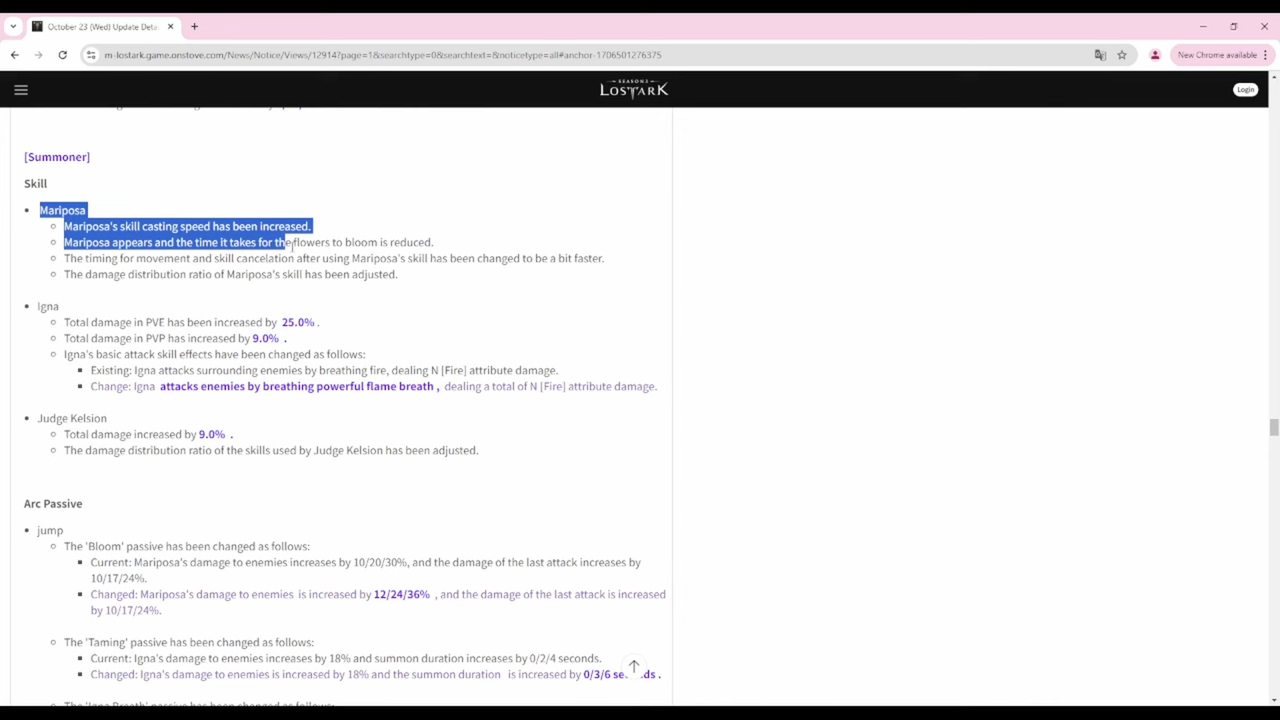 October 23 (Wed) Update Deta
New Chrome available
m-lostark.game.onstove.com/News/Notice/Views/12914?page=1&searchtype=0&searchtext=&noticetype=all#anchor-1706501276375
SEASON3
LOSTARK
Login
[Summoner]
Skill
Mariposa
Mariposa's skill casting speed has been increased.
Mariposa appears and the time it takes for the flowers to bloom is reduced.
The timing for movement and skill cancelation after using Mariposa's skill has been changed to be a bit faster.
The damage distribution ratio of Mariposa's skill has been adjusted.
Igna
Total damage in PVE has been increased by 25.0% .
Total damage in PVP has increased by 9.0% .
Igna's basic attack skill effects have been changed as follows:
Existing: Igna attacks surrounding enemies by breathing fire, dealing N [Fire] attribute damage.
Change: Igna attacks enemies by breathing powerful flame breath , dealing a total of N [Fire] attribute damage.
Judge Kelsion
Total damage increased by 9.0% .
The damage distribution ratio of the skills used by Judge Kelsion has been adjusted.
Arc Passive
jump
The 'Bloom' passive has been changed as follows:
Current: Mariposa's damage to enemies increases by 10/20/30%, and the damage of the last attack increases by
10/17/24%.
Changed: Mariposa's damage to enemies is increased by 12/24/36% , and the damage of the last attack is increased
by 10/17/24%.
The 'Taming' passive has been changed as follows:
Current: Igna's damage to enemies increases by 18% and summon duration increases by 0/2/4 seconds.
Changed: Igna's damage to enemies is increased by 18% and the summon duration is increased by 0/3/6